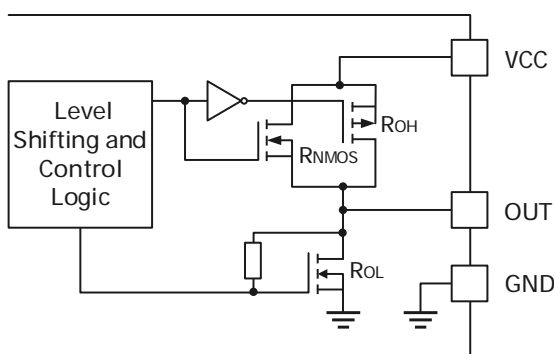 VCC
Level
Shifting and
Control
Logic
RNMOS
ROH
OUT
ROL
GND